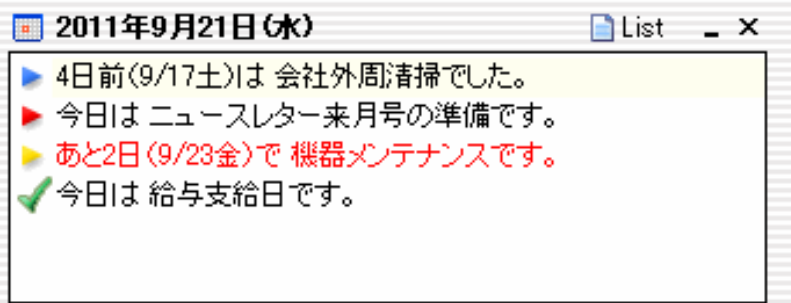 2011年9月21日(水) List
4日前(9/17土)は 会社外周清掃でした。
今日は ニュースレター来月号の準備です。
あと2日(9/23金)で 機器メンテナンスです。
今日は 給与支給日です。